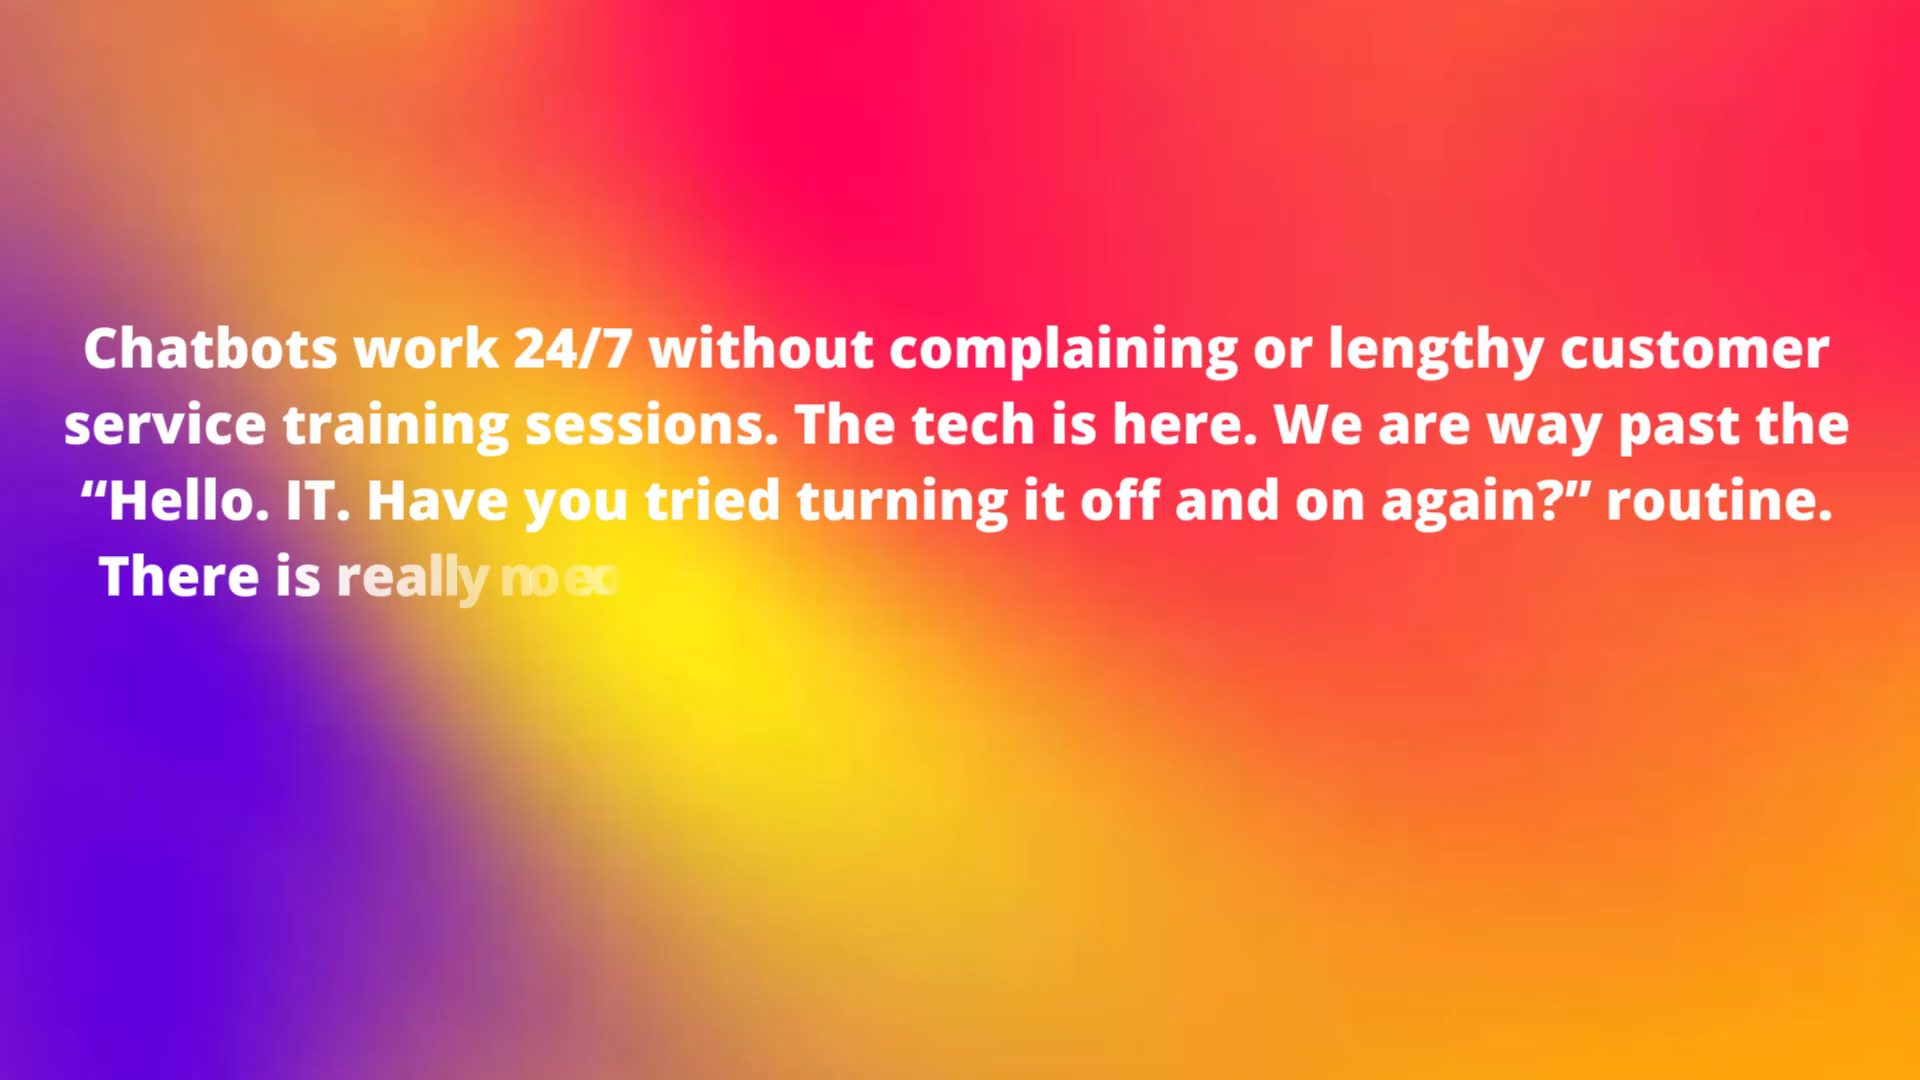 Chatbots work 24/7 without complaining or lengthy customer
service training sessions. The tech is here. We are way past the
“Hello. IT. Have you tried turning it off and on again?” routine.
There is really no